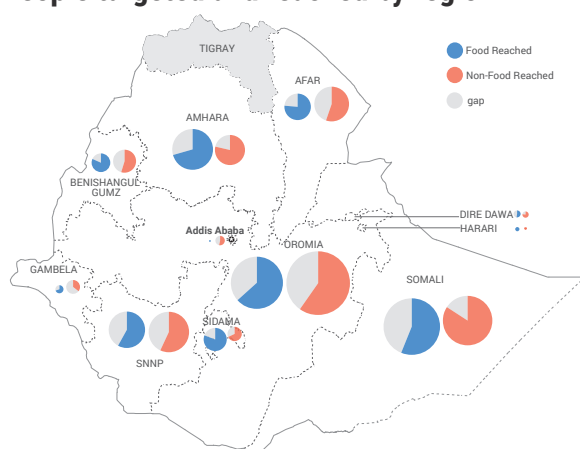 TIGRAY
Food Reached
Non-Food Reached
gap
AFAR
AMHARA
BENISHANGUL
GUMZ
Addis Ababa
DIRE DAWA
HARARI
OROMIA
GAMBELA
SOMALI
SIDAMA
SNNP